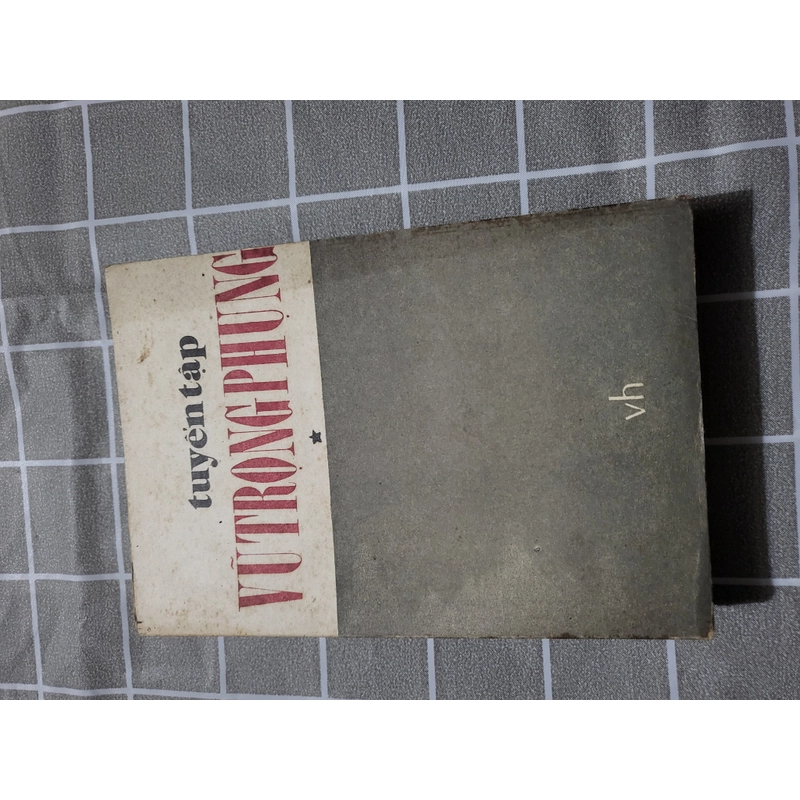 tuyển tập
VŨ TRỌNG PHỤNG
vh